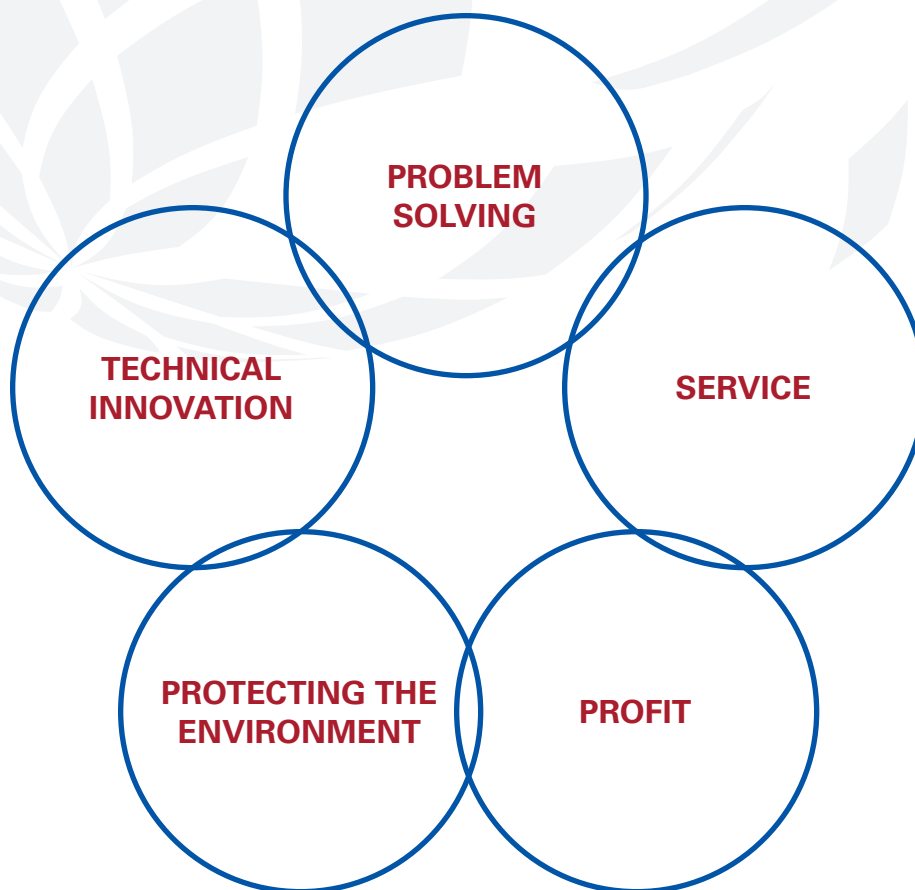 PROBLEM
SOLVING
TECHNICAL
INNOVATION
SERVICE
PROTECTING THE
ENVIRONMENT
PROFIT